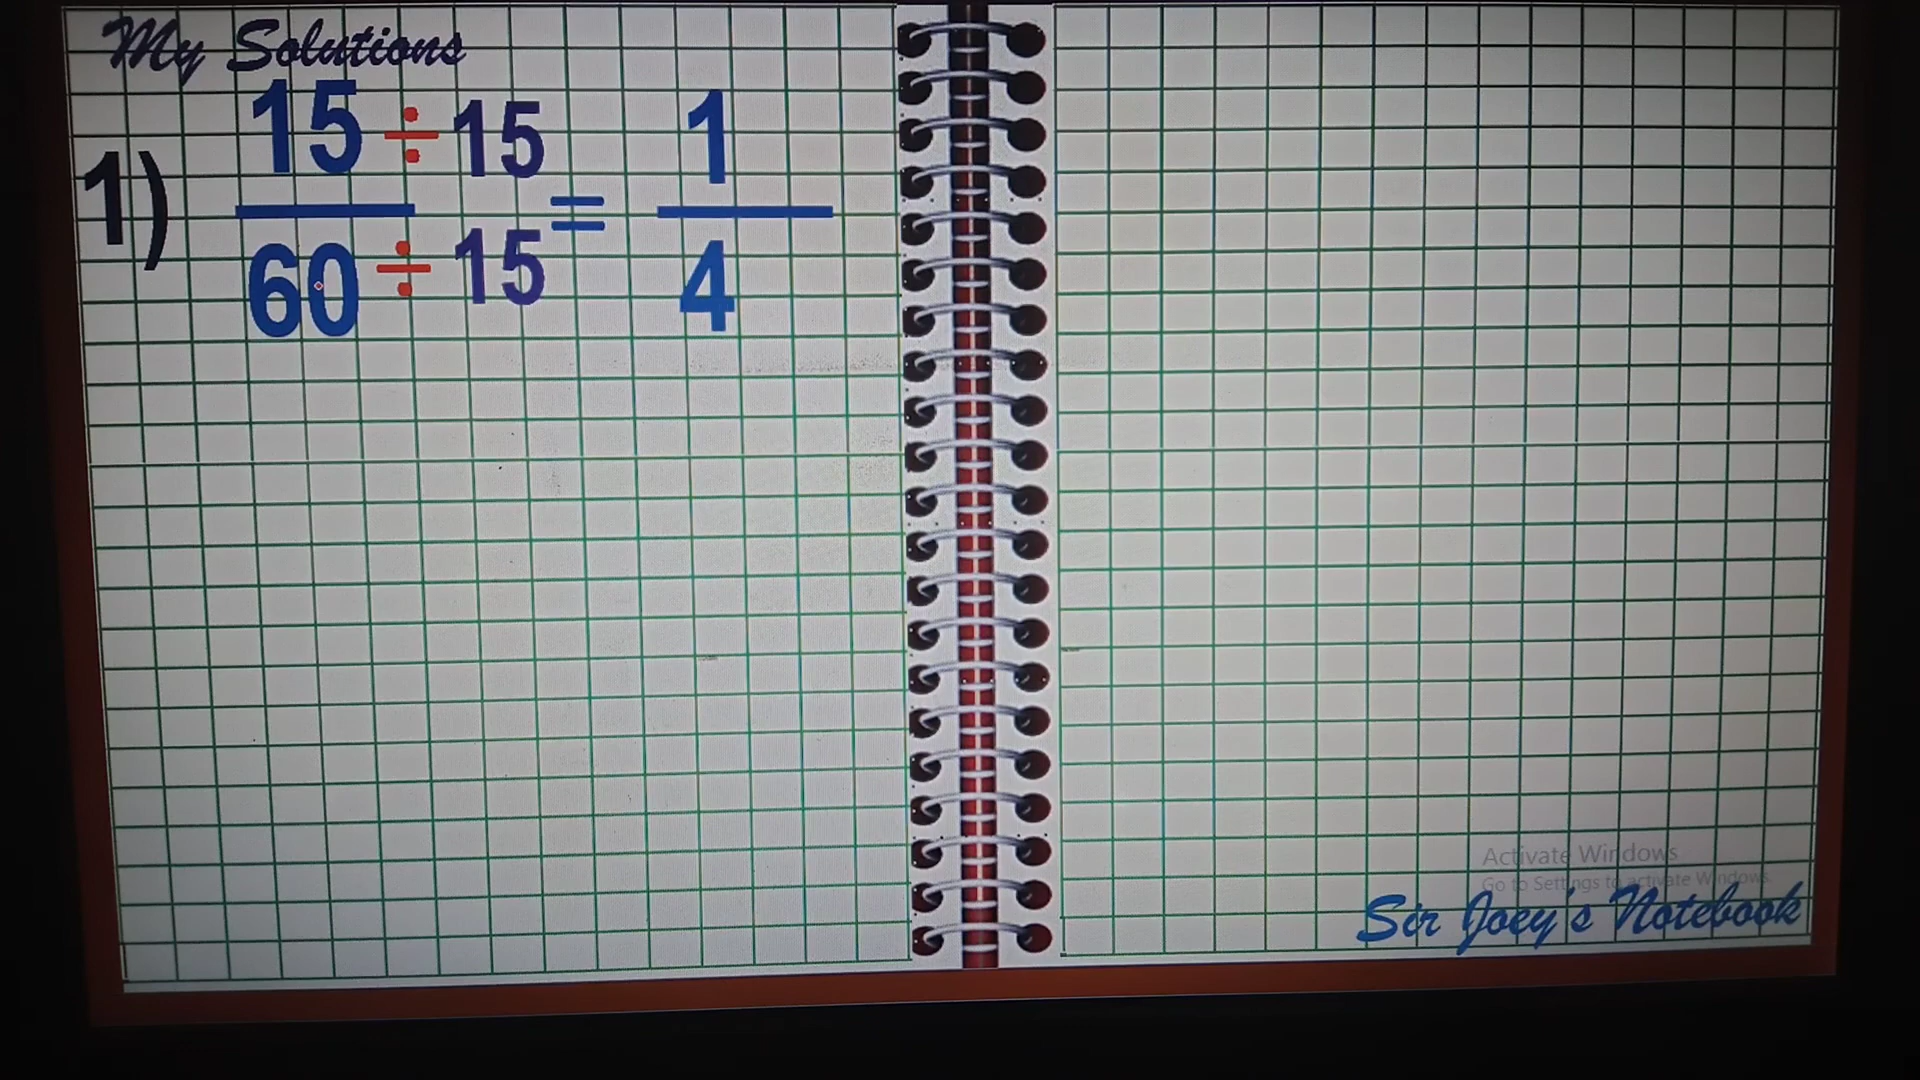 My Solutions
1) 15 ÷ 15 = 1
60 ÷ 15 4
Activate Windows
Go to Settings to activate Windows.
Sir Joey's Notebook